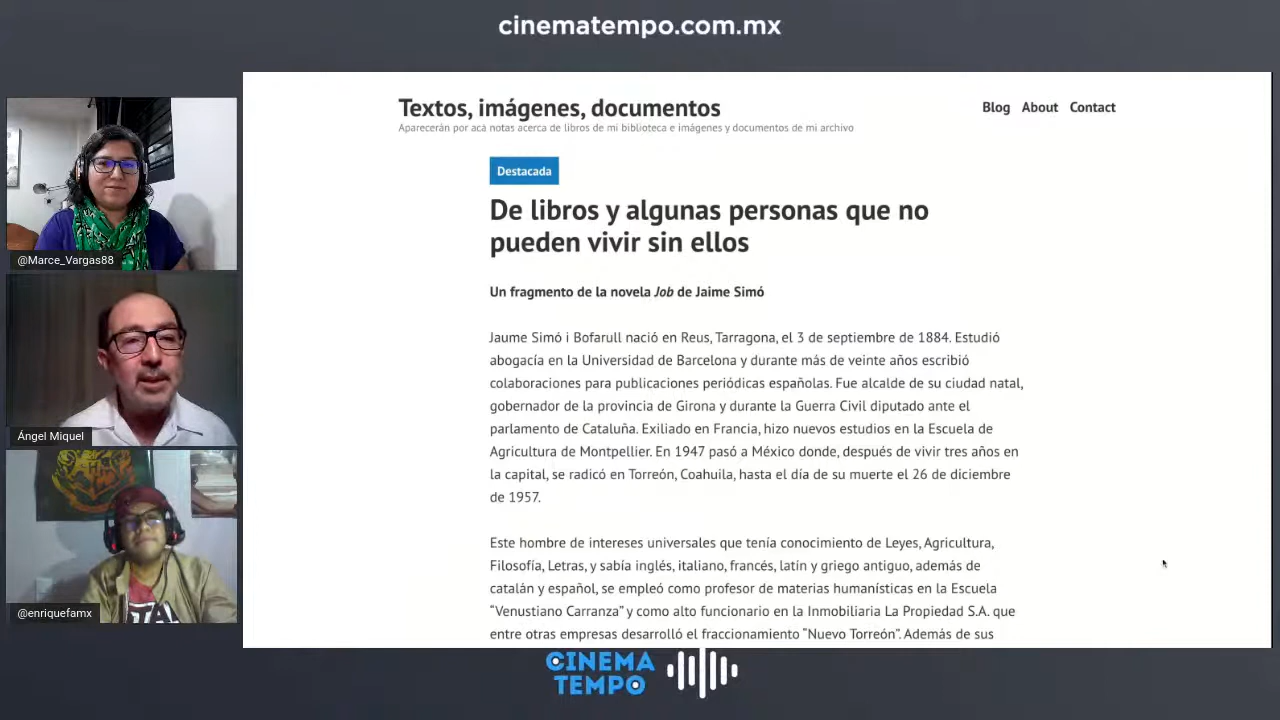 cinematempo.com.mx
Textos, imágenes, documentos
Aparecerán por acá notas acerca de libros de mi biblioteca e imágenes y documentos de mi archivo
Blog About Contact
Destacada
De libros y algunas personas que no
pueden vivir sin ellos
Un fragmento de la novela Job de Jaime Simó
Jaume Simó i Bofarull nació en Reus, Tarragona, el 3 de septiembre de 1884. Estudió
abogacía en la Universidad de Barcelona y durante más de veinte años escribió
colaboraciones para publicaciones periódicas españolas. Fue alcalde de su ciudad natal,
gobernador de la provincia de Girona y durante la Guerra Civil diputado ante el
parlamento de Cataluña. Exiliado en Francia, hizo nuevos estudios en la Escuela de
Agricultura de Montpellier. En 1947 pasó a México donde, después de vivir tres años en
la capital, se radicó en Torreón, Coahuila, hasta el día de su muerte el 26 de diciembre
de 1957.
Este hombre de intereses universales que tenía conocimiento de Leyes, Agricultura,
Filosofía, Letras, y sabía inglés, italiano, francés, latín y griego antiguo, además de
catalán y español, se empleó como profesor de materias humanísticas en la Escuela
“Venustiano Carranza” y como alto funcionario en la Inmobiliaria La Propiedad S.A. que
entre otras empresas desarrolló el fraccionamiento “Nuevo Torreón”. Además de sus
@Marce_Vargas88
Ángel Miquel
@enriquefamx
CINEMA
TEMPO